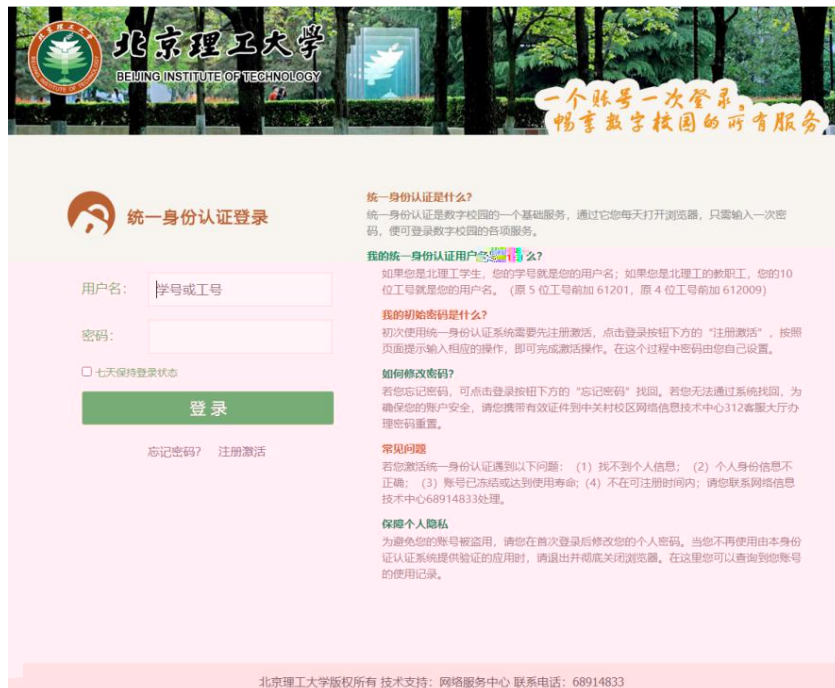 北京理工大学
BEIJING INSTITUTE OF TECHNOLOGY
一个账号一次登录，
畅享数字校园的所有服务
统一身份认证登录
用户名：
学号或工号
密码：
七天保持登录状态
登录
忘记密码？ 注册激活
统一身份认证是什么？
统一身份认证是数字校园的一个基础服务，通过它您每天打开浏览器，只需输入一次密
码，便可登录数字校园的各项服务。
我的统一身份认证用户 么？
如果您是北理工学生，您的学号就是您的用户名；如果您是北理工的教职工，您的10
位工号就是您的用户名。（原 5 位工号前加 61201，原 4 位工号前加 612009）
我的初始密码是什么？
初次使用统一身份认证系统需要先注册激活，点击登录按钮下方的“注册激活”，按照
页面提示输入相应的操作，即可完成激活操作。在这个过程中密码由您自己设置。
如何修改密码？
若您忘记密码，可点击登录按钮下方的“忘记密码”找回。若您无法通过系统找回，为
确保您的账户安全，请您携带有效证件到中关村校区网络信息技术中心312客服大厅办
理密码重置。
常见问题
若您激活统一身份认证遇到以下问题：（1）找不到个人信息；（2）个人身份信息不
正确；（3）账号已冻结或达到使用寿命；（4）不在可注册时间内；请您联系网络信息
技术中心68914833处理。
保障个人隐私
为避免您的账号被盗用，请您在首次登录后修改您的个人密码。当您不再使用由本身份
证认证系统提供验证的应用时，请退出并彻底关闭浏览器。在这里您可以查询到您账号
的使用记录。
北京理工大学版权所有 技术支持：网络服务中心 联系电话：68914833